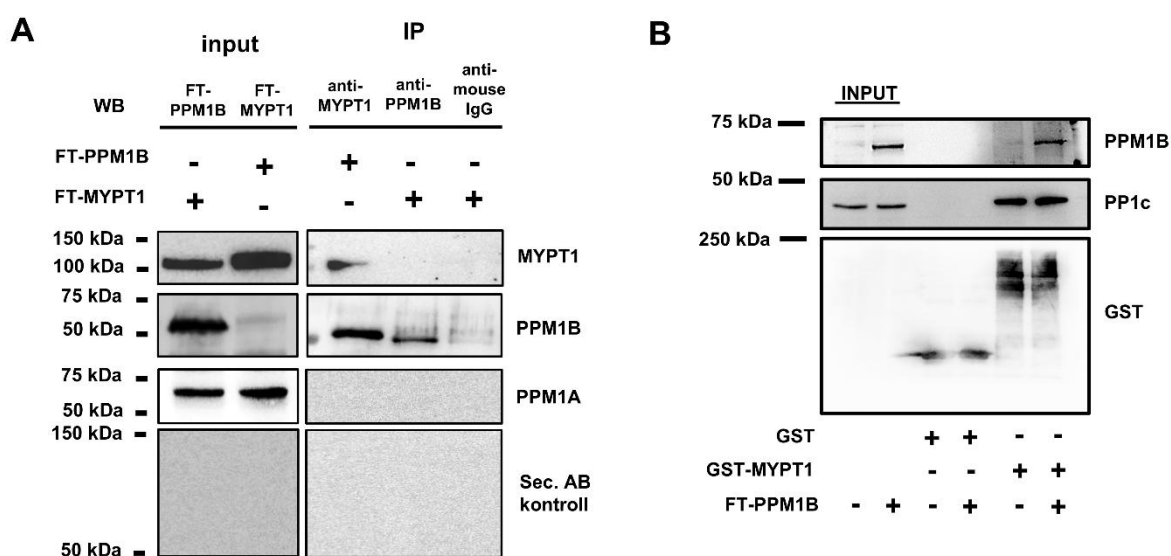 A
input
IP
WB
FT-
PPM1B
FT-
MYPT1
anti-
MYPT1
anti-
PPM1B
anti-
mouse
IgG
FT-PPM1B - + + - -
FT-MYPT1 + - - + +
150 kDa
100 kDa
MYPT1
75 kDa
50 kDa
PPM1B
75 kDa
50 kDa
PPM1A
150 kDa
50 kDa
Sec. AB
kontroll
B
INPUT
75 kDa
PPM1B
50 kDa
PP1c
250 kDa
GST
GST + + - -
GST-MYPT1 - - + +
FT-PPM1B - + - + - +